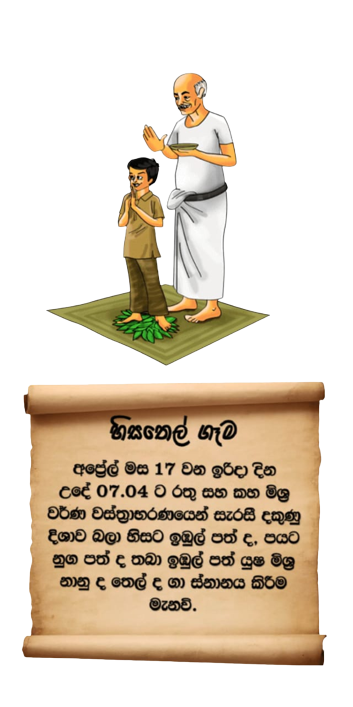 හිසතෙල් ගෑම
අප්‍රේල් මස 17 වන ඉරිදා දින
උදේ 07.04 ට රතු සහ කහ මිශ්‍ර
වර්ණ වස්ත්‍රාභරණයෙන් සැරසී දකුණු
දිශාව බලා හිසට ඉඹුල් පත් ද, පයට
නුග පත් ද තබා ඉඹුල් පත් යුෂ මිශ්‍ර
නානු ද තෙල් ද ගා ස්නානය කිරීම
මැනවි.